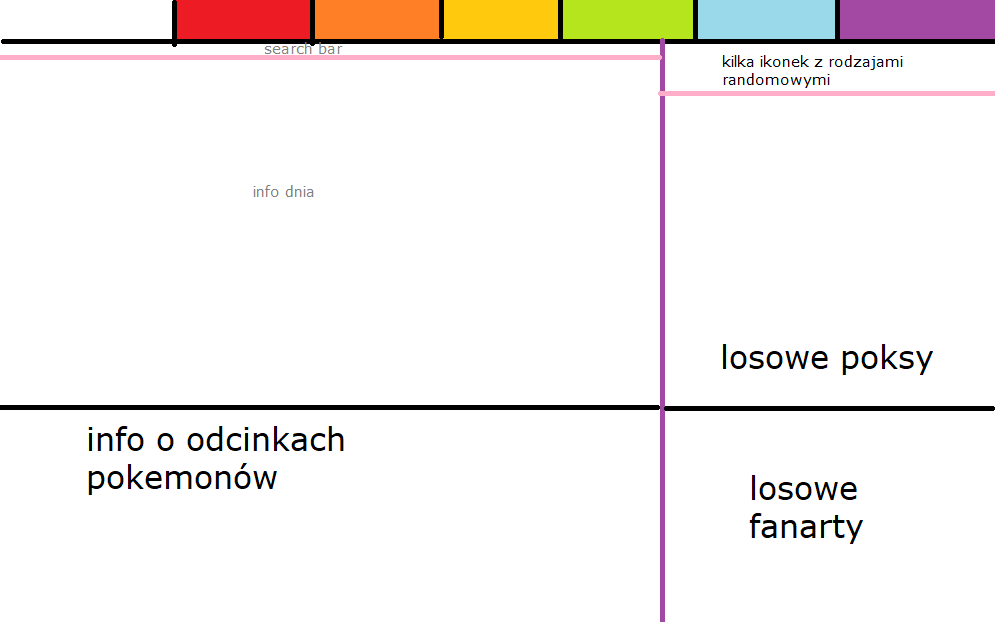 search bar
kilka ikonek z rodzajami
randomowymi
info dnia
losowe poksy
info o odcinkach
pokemonów
losowe
fanarty